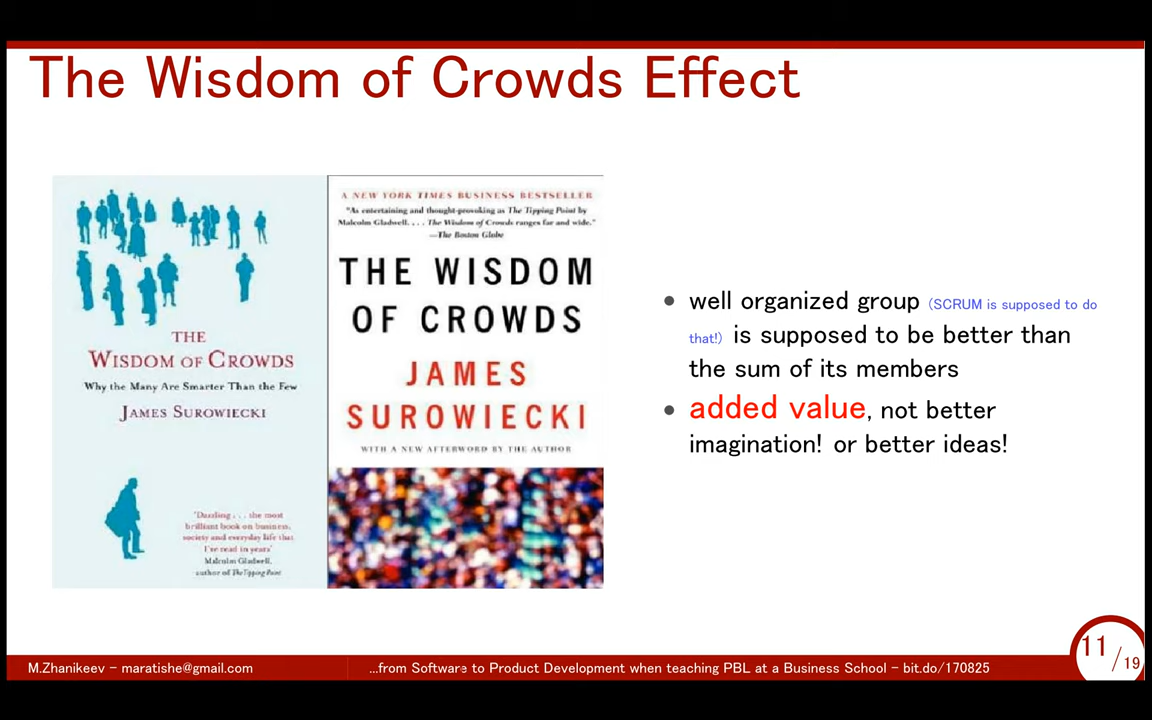 The Wisdom of Crowds Effect
THE
WISDOM OF CROWDS
Why the Many Are Smarter Than the Few
JAMES SUROWIECKI
"Dazzling . . . the most
brilliant book on business,
society and everyday life that
I've read in years"
Malcolm Gladwell,
author of The Tipping Point
A NEW YORK TIMES BUSINESS BESTSELLER
"As entertaining and thought-provoking as The Tipping Point by
Malcolm Gladwell. . . . The Wisdom of Crowds ranges far and wide."
—The Boston Globe
THE WISDOM
OF CROWDS
JAMES
SUROWIECKI
WITH A NEW AFTERWORD BY THE AUTHOR
• well organized group (SCRUM is supposed to do
that!) is supposed to be better than
the sum of its members
• added value, not better
imagination! or better ideas!
M.Zhanikeev – maratishe@gmail.com
...from Software to Product Development when teaching PBL at a Business School – bit.do/170825
11/19